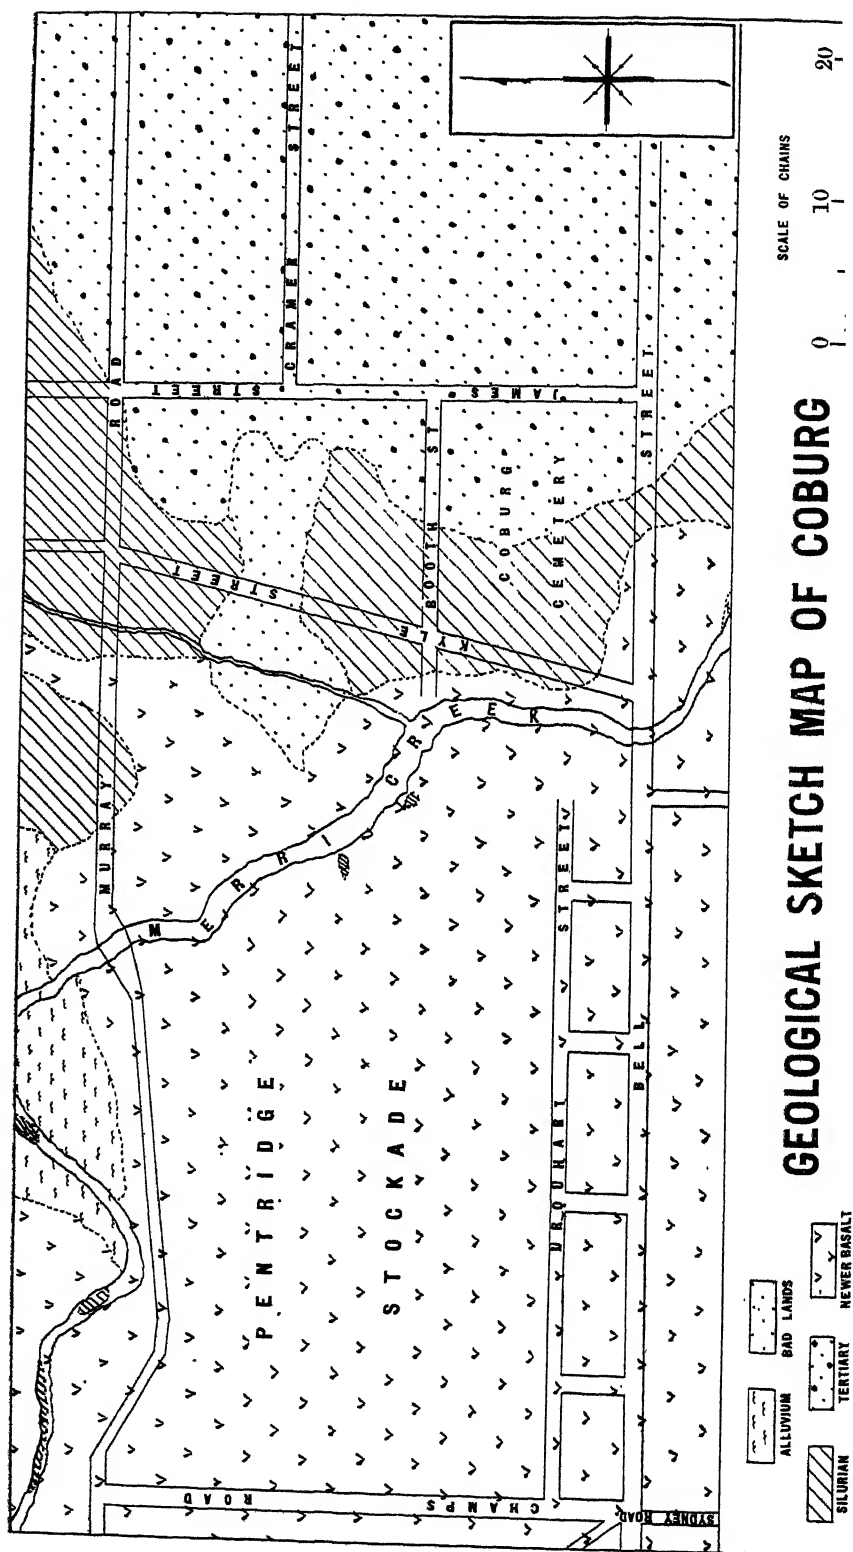 MURRAY ROAD
CRAMER STREET
JAMES STREET
KYLE STREET
BOOTH ST
COBURG
CEMETERY
MERRI CREEK
PENTRIDGE
STOCKADE
URQUHART STREET
BELL STREET
CHAMPS ROAD
SYDNEY ROAD
GEOLOGICAL SKETCH MAP OF COBURG
SCALE OF CHAINS
0 10 20
ALLUVIUM
BAD LANDS
SILURIAN
TERTIARY
NEWER BASALT